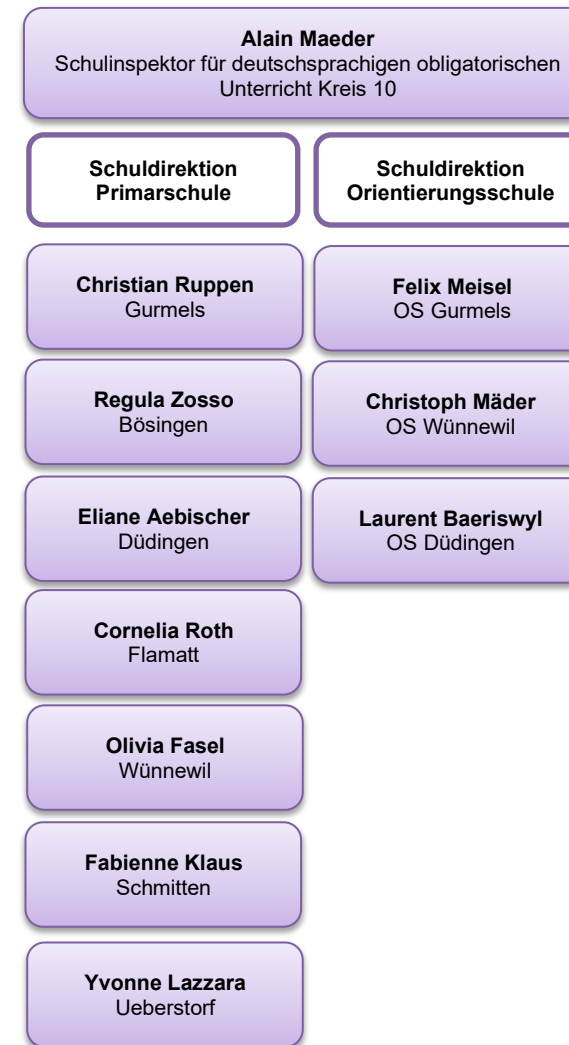 Alain Maeder
Schulinspektor für deutschsprachigen obligatorischen
Unterricht Kreis 10
Schuldirektion
Primarschule
Schuldirektion
Orientierungsschule
Christian Ruppen
Gurmels
Felix Meisel
OS Gurmels
Regula Zosso
Bösingen
Christoph Mäder
OS Wünnewil
Eliane Aebischer
Düdingen
Laurent Baeriswyl
OS Düdingen
Cornelia Roth
Flamatt
Olivia Fasel
Wünnewil
Fabienne Klaus
Schmitten
Yvonne Lazzara
Ueberstorf